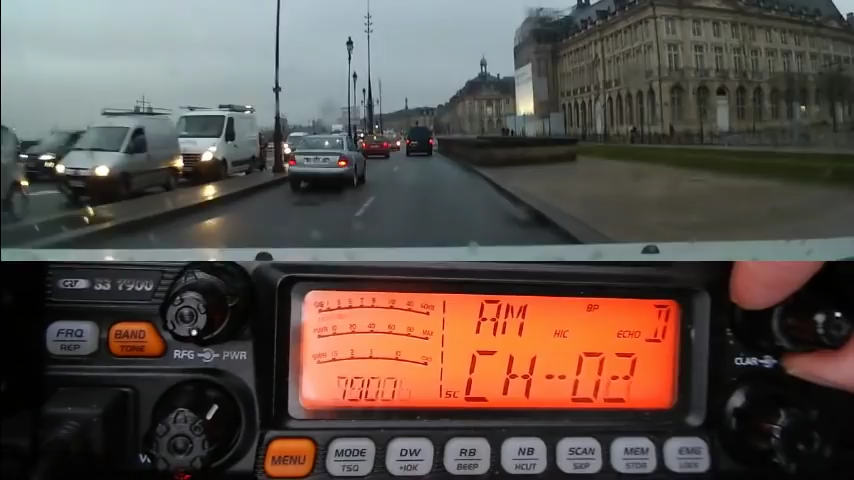 CRT SS 7900
FRQ
REP
BAND
TONE
RFG PWR
AM
BP
HIC
ECHO
SC CH--02
CLAR
MENU
MODE
TSQ
DW
+10K
RB
BEEP
NB
HCUT
SCAN
SKIP
MEM
STOR
EMG
LOCK